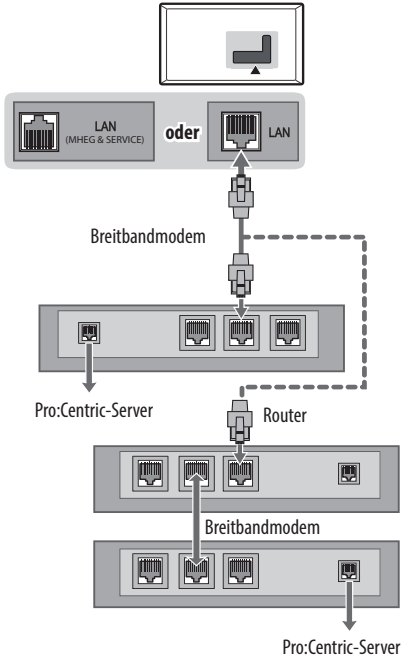 LAN
(MHEG & SERVICE)
oder
LAN
Breitbandmodem
Pro:Centric-Server
Router
Breitbandmodem
Pro:Centric-Server